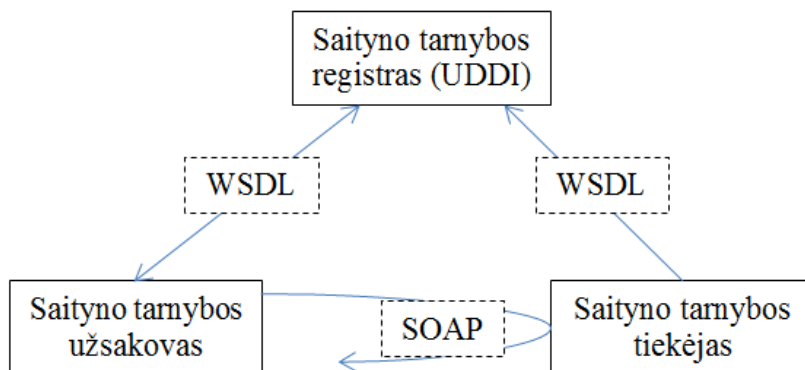 Saityno tarnybos
registras (UDDI)
WSDL
WSDL
Saityno tarnybos
užsakovas
SOAP
Saityno tarnybos
tiekėjas